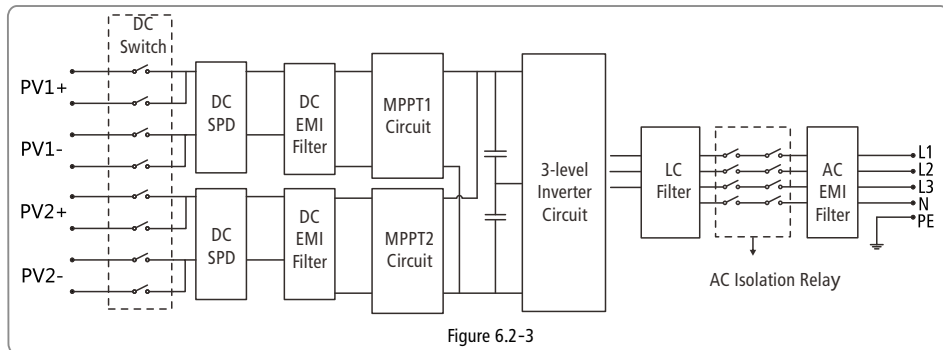 DC
Switch
PV1+
PV1-
PV2+
PV2-
DC
SPD
DC
SPD
DC
EMI
Filter
DC
EMI
Filter
MPPT1
Circuit
MPPT2
Circuit
3-level
Inverter
Circuit
LC
Filter
AC
EMI
Filter
L1
L2
L3
N
PE
AC Isolation Relay
Figure 6.2-3